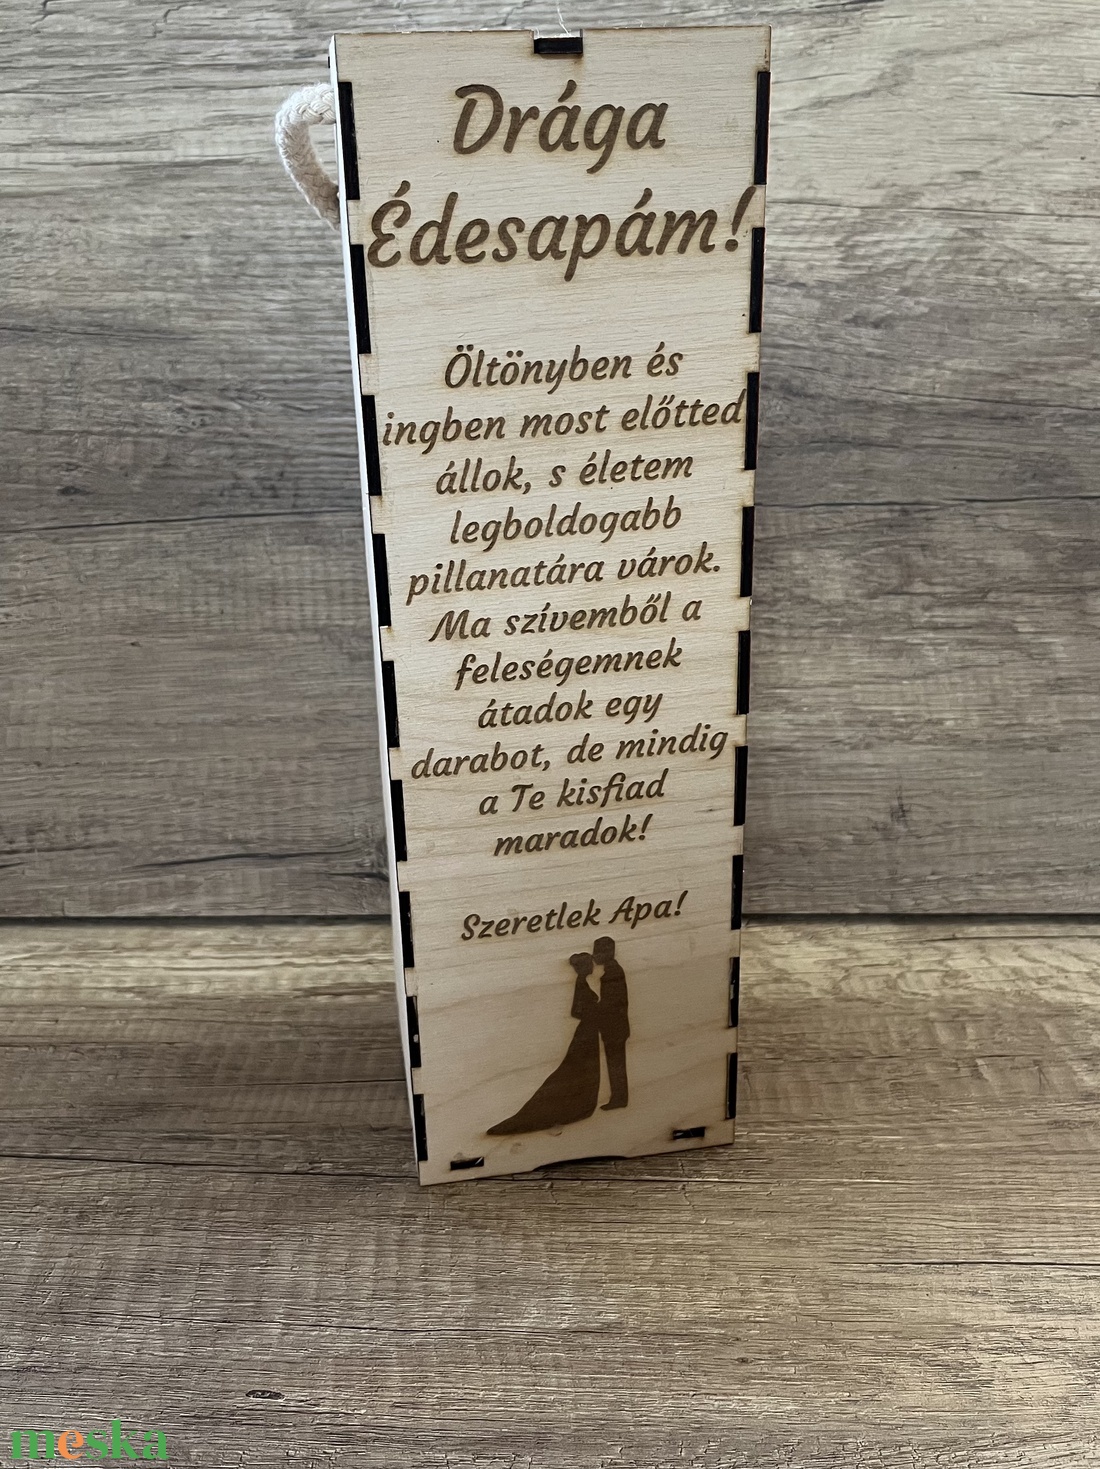 Drága
Édesapám!
Öltönyben és
ingben most előtted
állok, s életem
legboldogabb
pillanatára várok.
Ma szívemből a
feleségemnek
átadok egy
darabot, de mindig
a Te kisfiad
maradok!
Szeretlek Apa!
meska